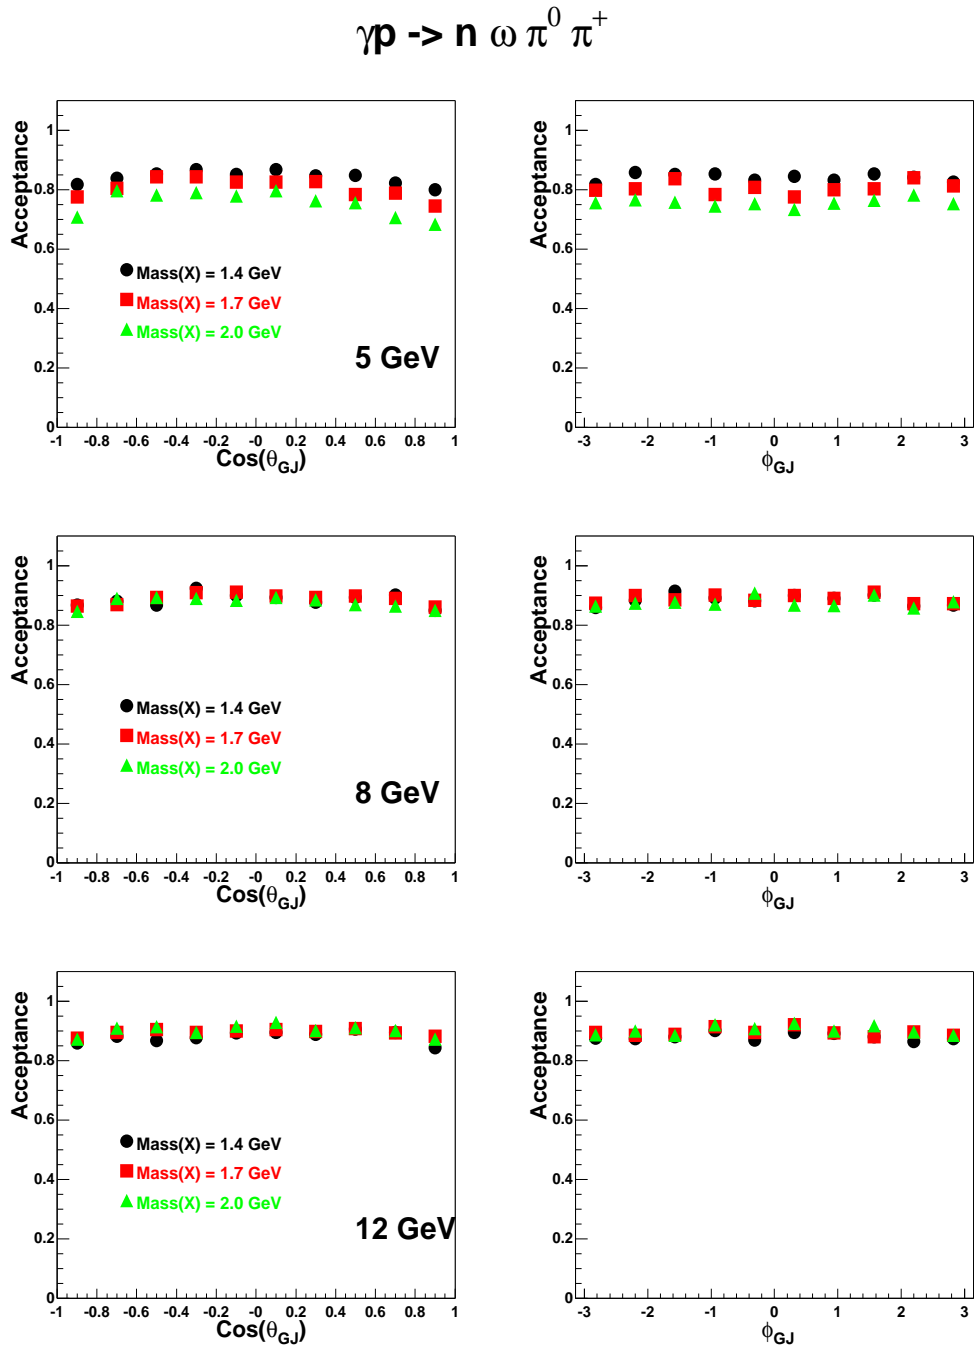 γp -> n ω π⁰ π⁺
Acceptance
1
0.8
0.6
0.4
0.2
0
Mass(X) = 1.4 GeV
Mass(X) = 1.7 GeV
Mass(X) = 2.0 GeV
5 GeV
-1 -0.8 -0.6 -0.4 -0.2 -0 0.2 0.4 0.6 0.8 1
Cos(θGJ)
Acceptance
1
0.8
0.6
0.4
0.2
0
-3 -2 -1 0 1 2 3
ϕGJ
Acceptance
1
0.8
0.6
0.4
0.2
0
Mass(X) = 1.4 GeV
Mass(X) = 1.7 GeV
Mass(X) = 2.0 GeV
8 GeV
-1 -0.8 -0.6 -0.4 -0.2 -0 0.2 0.4 0.6 0.8 1
Cos(θGJ)
Acceptance
1
0.8
0.6
0.4
0.2
0
-3 -2 -1 0 1 2 3
ϕGJ
Acceptance
1
0.8
0.6
0.4
0.2
0
Mass(X) = 1.4 GeV
Mass(X) = 1.7 GeV
Mass(X) = 2.0 GeV
12 GeV
-1 -0.8 -0.6 -0.4 -0.2 -0 0.2 0.4 0.6 0.8 1
Cos(θGJ)
Acceptance
1
0.8
0.6
0.4
0.2
0
-3 -2 -1 0 1 2 3
ϕGJ